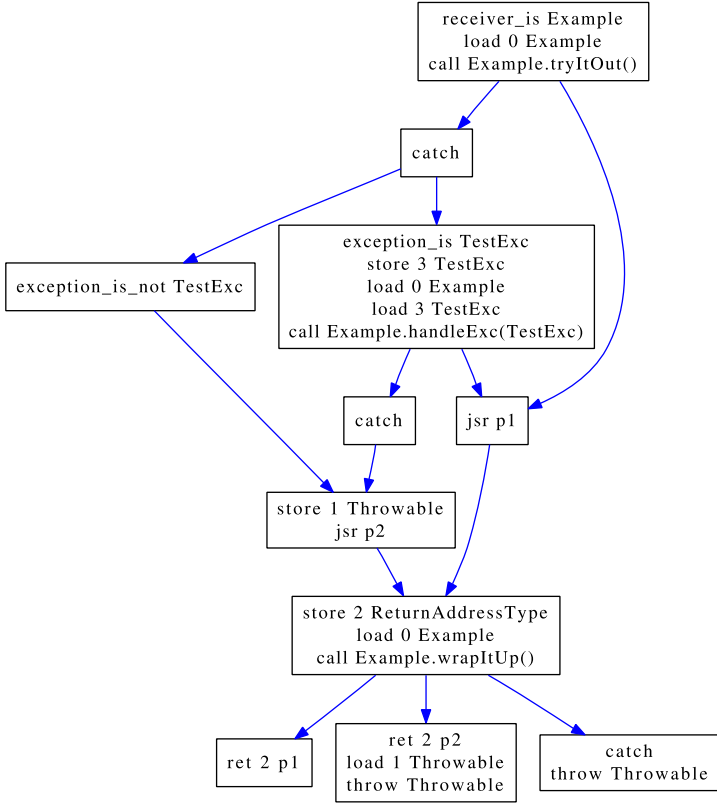 receiver_is Example
load 0 Example
call Example.tryItOut()
catch
exception_is TestExc
store 3 TestExc
load 0 Example
load 3 TestExc
call Example.handleExc(TestExc)
exception_is_not TestExc
catch
jsr p1
store 1 Throwable
jsr p2
store 2 ReturnAddressType
load 0 Example
call Example.wrapItUp()
ret 2 p1
ret 2 p2
load 1 Throwable
throw Throwable
catch
throw Throwable